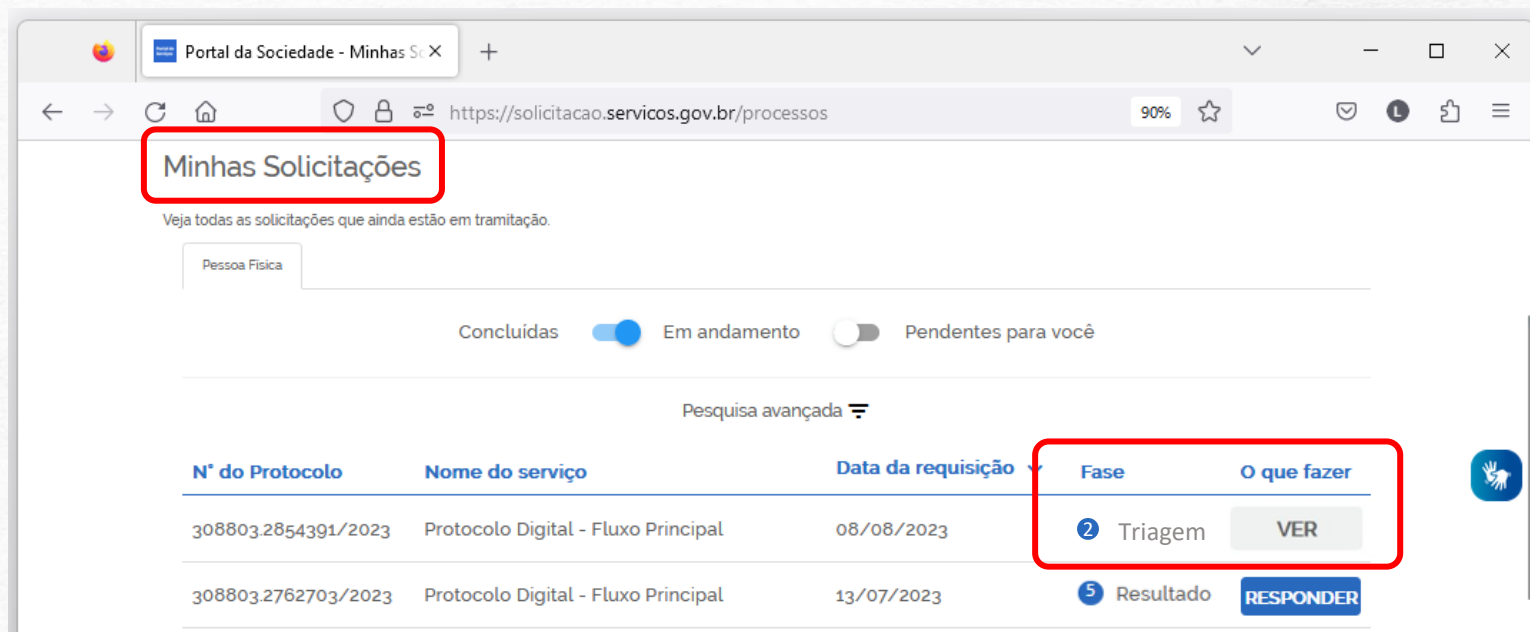 Portal da Sociedade - Minhas So
https://solicitacao.servicos.gov.br/processos
90%
L
Minhas Solicitações
Veja todas as solicitações que ainda estão em tramitação.
Pessoa Física
Concluídas Em andamento Pendentes para você
Pesquisa avançada
N° do Protocolo Nome do serviço Data da requisição Fase O que fazer
308803.2854391/2023 Protocolo Digital - Fluxo Principal 08/08/2023 2 Triagem VER
308803.2762703/2023 Protocolo Digital - Fluxo Principal 13/07/2023 5 Resultado RESPONDER